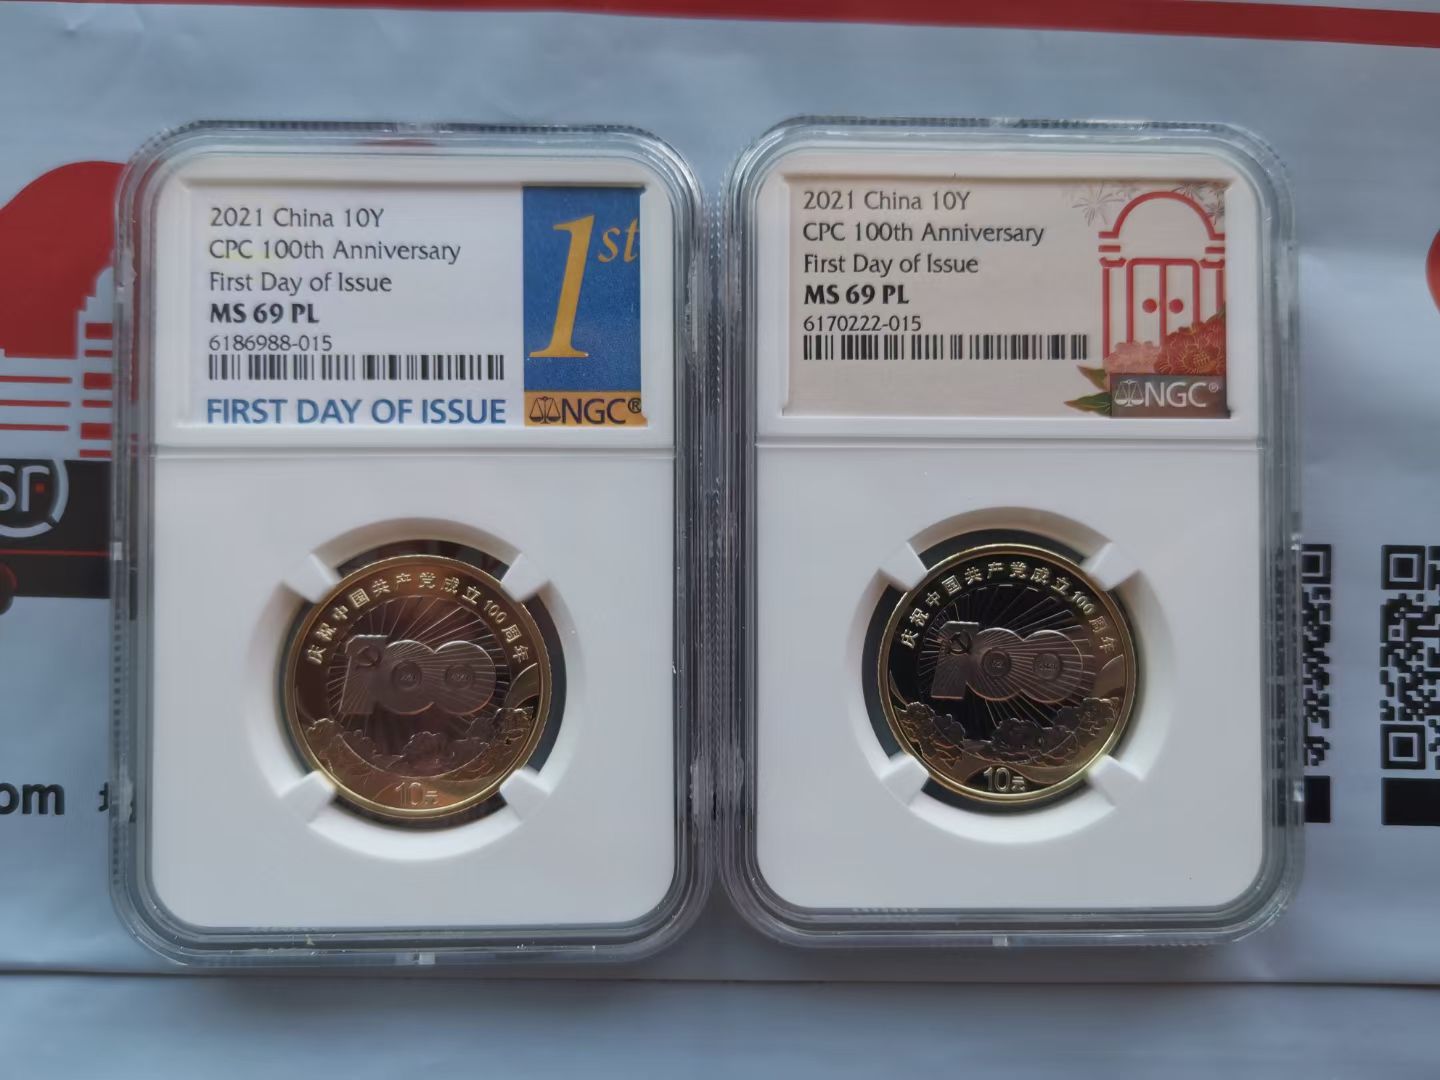 2021 China 10Y
CPC 100th Anniversary
First Day of Issue
MS 69 PL
6186988-015
FIRST DAY OF ISSUE
1st
NGC®
2021 China 10Y
CPC 100th Anniversary
First Day of Issue
MS 69 PL
6170222-015
NGC®
庆祝中国共产党成立100周年
100
10元
庆祝中国共产党成立100周年
100
10元
SF
om